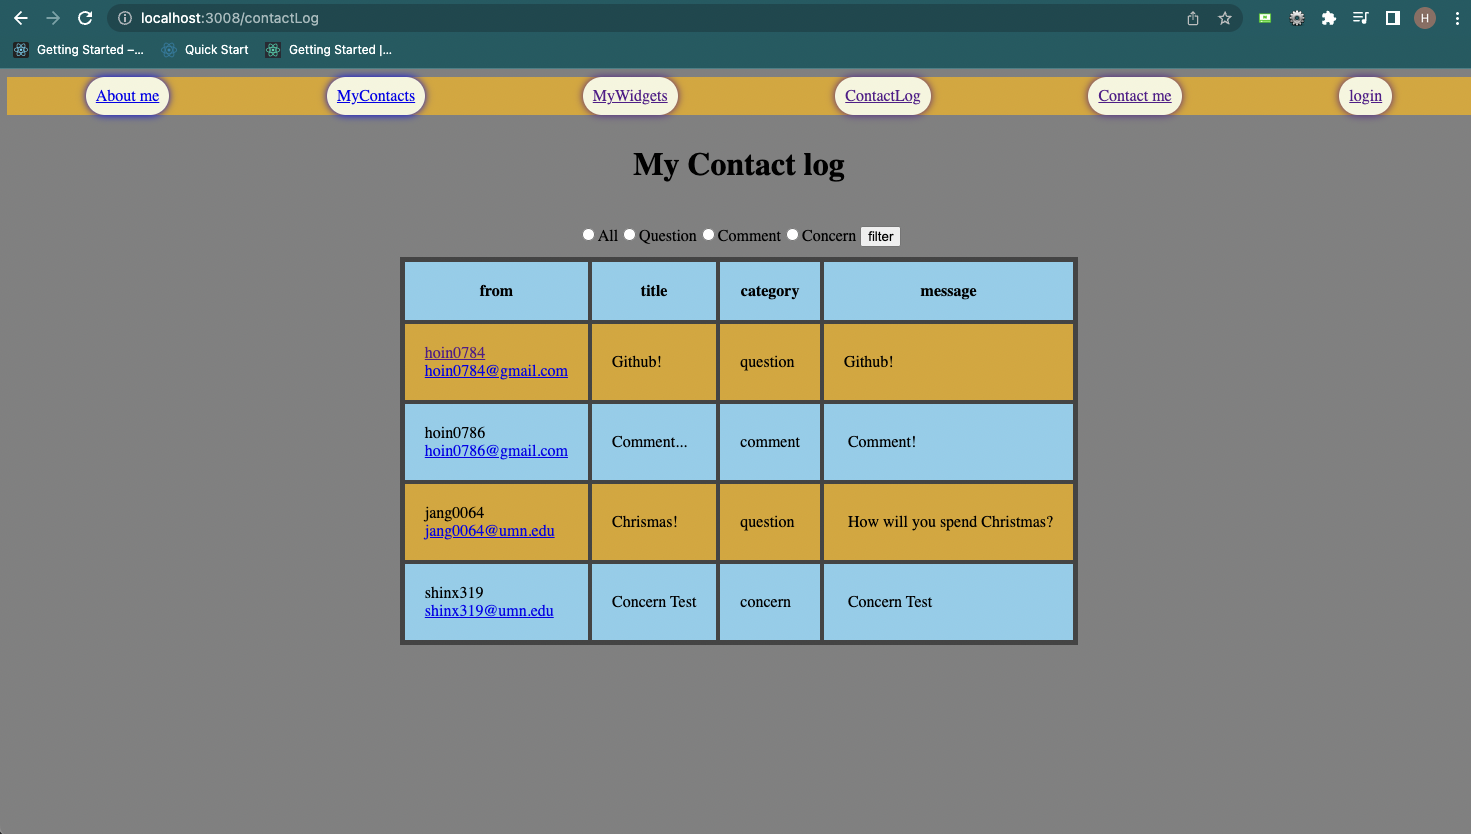 localhost:3008/contactLog
H
Getting Started –... Quick Start Getting Started |...
About me MyContacts MyWidgets ContactLog Contact me login
My Contact log
All Question Comment Concern filter
from title category message
hoin0784
hoin0784@gmail.com Github! question Github!
hoin0786
hoin0786@gmail.com Comment... comment Comment!
jang0064
jang0064@umn.edu Chrismas! question How will you spend Christmas?
shinx319
shinx319@umn.edu Concern Test concern Concern Test